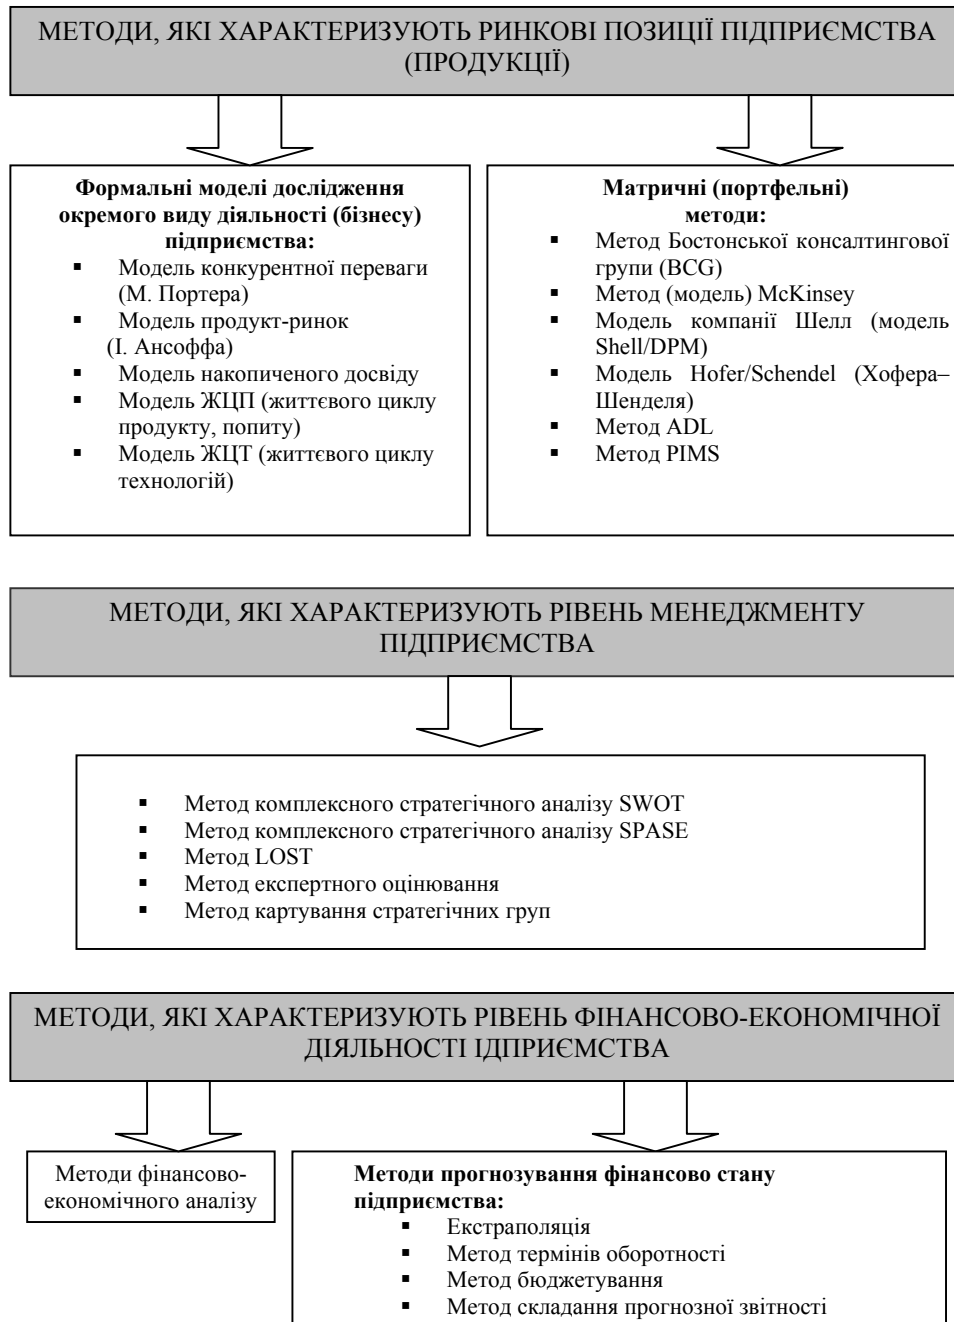 МЕТОДИ, ЯКІ ХАРАКТЕРИЗУЮТЬ РИНКОВІ ПОЗИЦІЇ ПІДПРИЄМСТВА
(ПРОДУКЦІЇ)
Формальні моделі дослідження
окремого виду діяльності (бізнесу)
підприємства:
▪ Модель конкурентної переваги
(М. Портера)
▪ Модель продукт-ринок
(І. Ансоффа)
▪ Модель накопиченого досвіду
▪ Модель ЖЦП (життєвого циклу
продукту, попиту)
▪ Модель ЖЦТ (життєвого циклу
технологій)
Матричні (портфельні)
методи:
▪ Метод Бостонської консалтингової
групи (BCG)
▪ Метод (модель) McKinsey
▪ Модель компанії Шелл (модель
Shell/DPM)
▪ Модель Hofer/Schendel (Хофера–
Шенделя)
▪ Метод ADL
▪ Метод PIMS
МЕТОДИ, ЯКІ ХАРАКТЕРИЗУЮТЬ РІВЕНЬ МЕНЕДЖМЕНТУ
ПІДПРИЄМСТВА
▪ Метод комплексного стратегічного аналізу SWOT
▪ Метод комплексного стратегічного аналізу SPASE
▪ Метод LOST
▪ Метод експертного оцінювання
▪ Метод картування стратегічних груп
МЕТОДИ, ЯКІ ХАРАКТЕРИЗУЮТЬ РІВЕНЬ ФІНАНСОВО-ЕКОНОМІЧНОЇ
ДІЯЛЬНОСТІ ІДПРИЄМСТВА
Методи фінансово-
економічного аналізу
Методи прогнозування фінансово стану
підприємства:
▪ Екстраполяція
▪ Метод термінів оборотності
▪ Метод бюджетування
▪ Метод складання прогнозної звітності